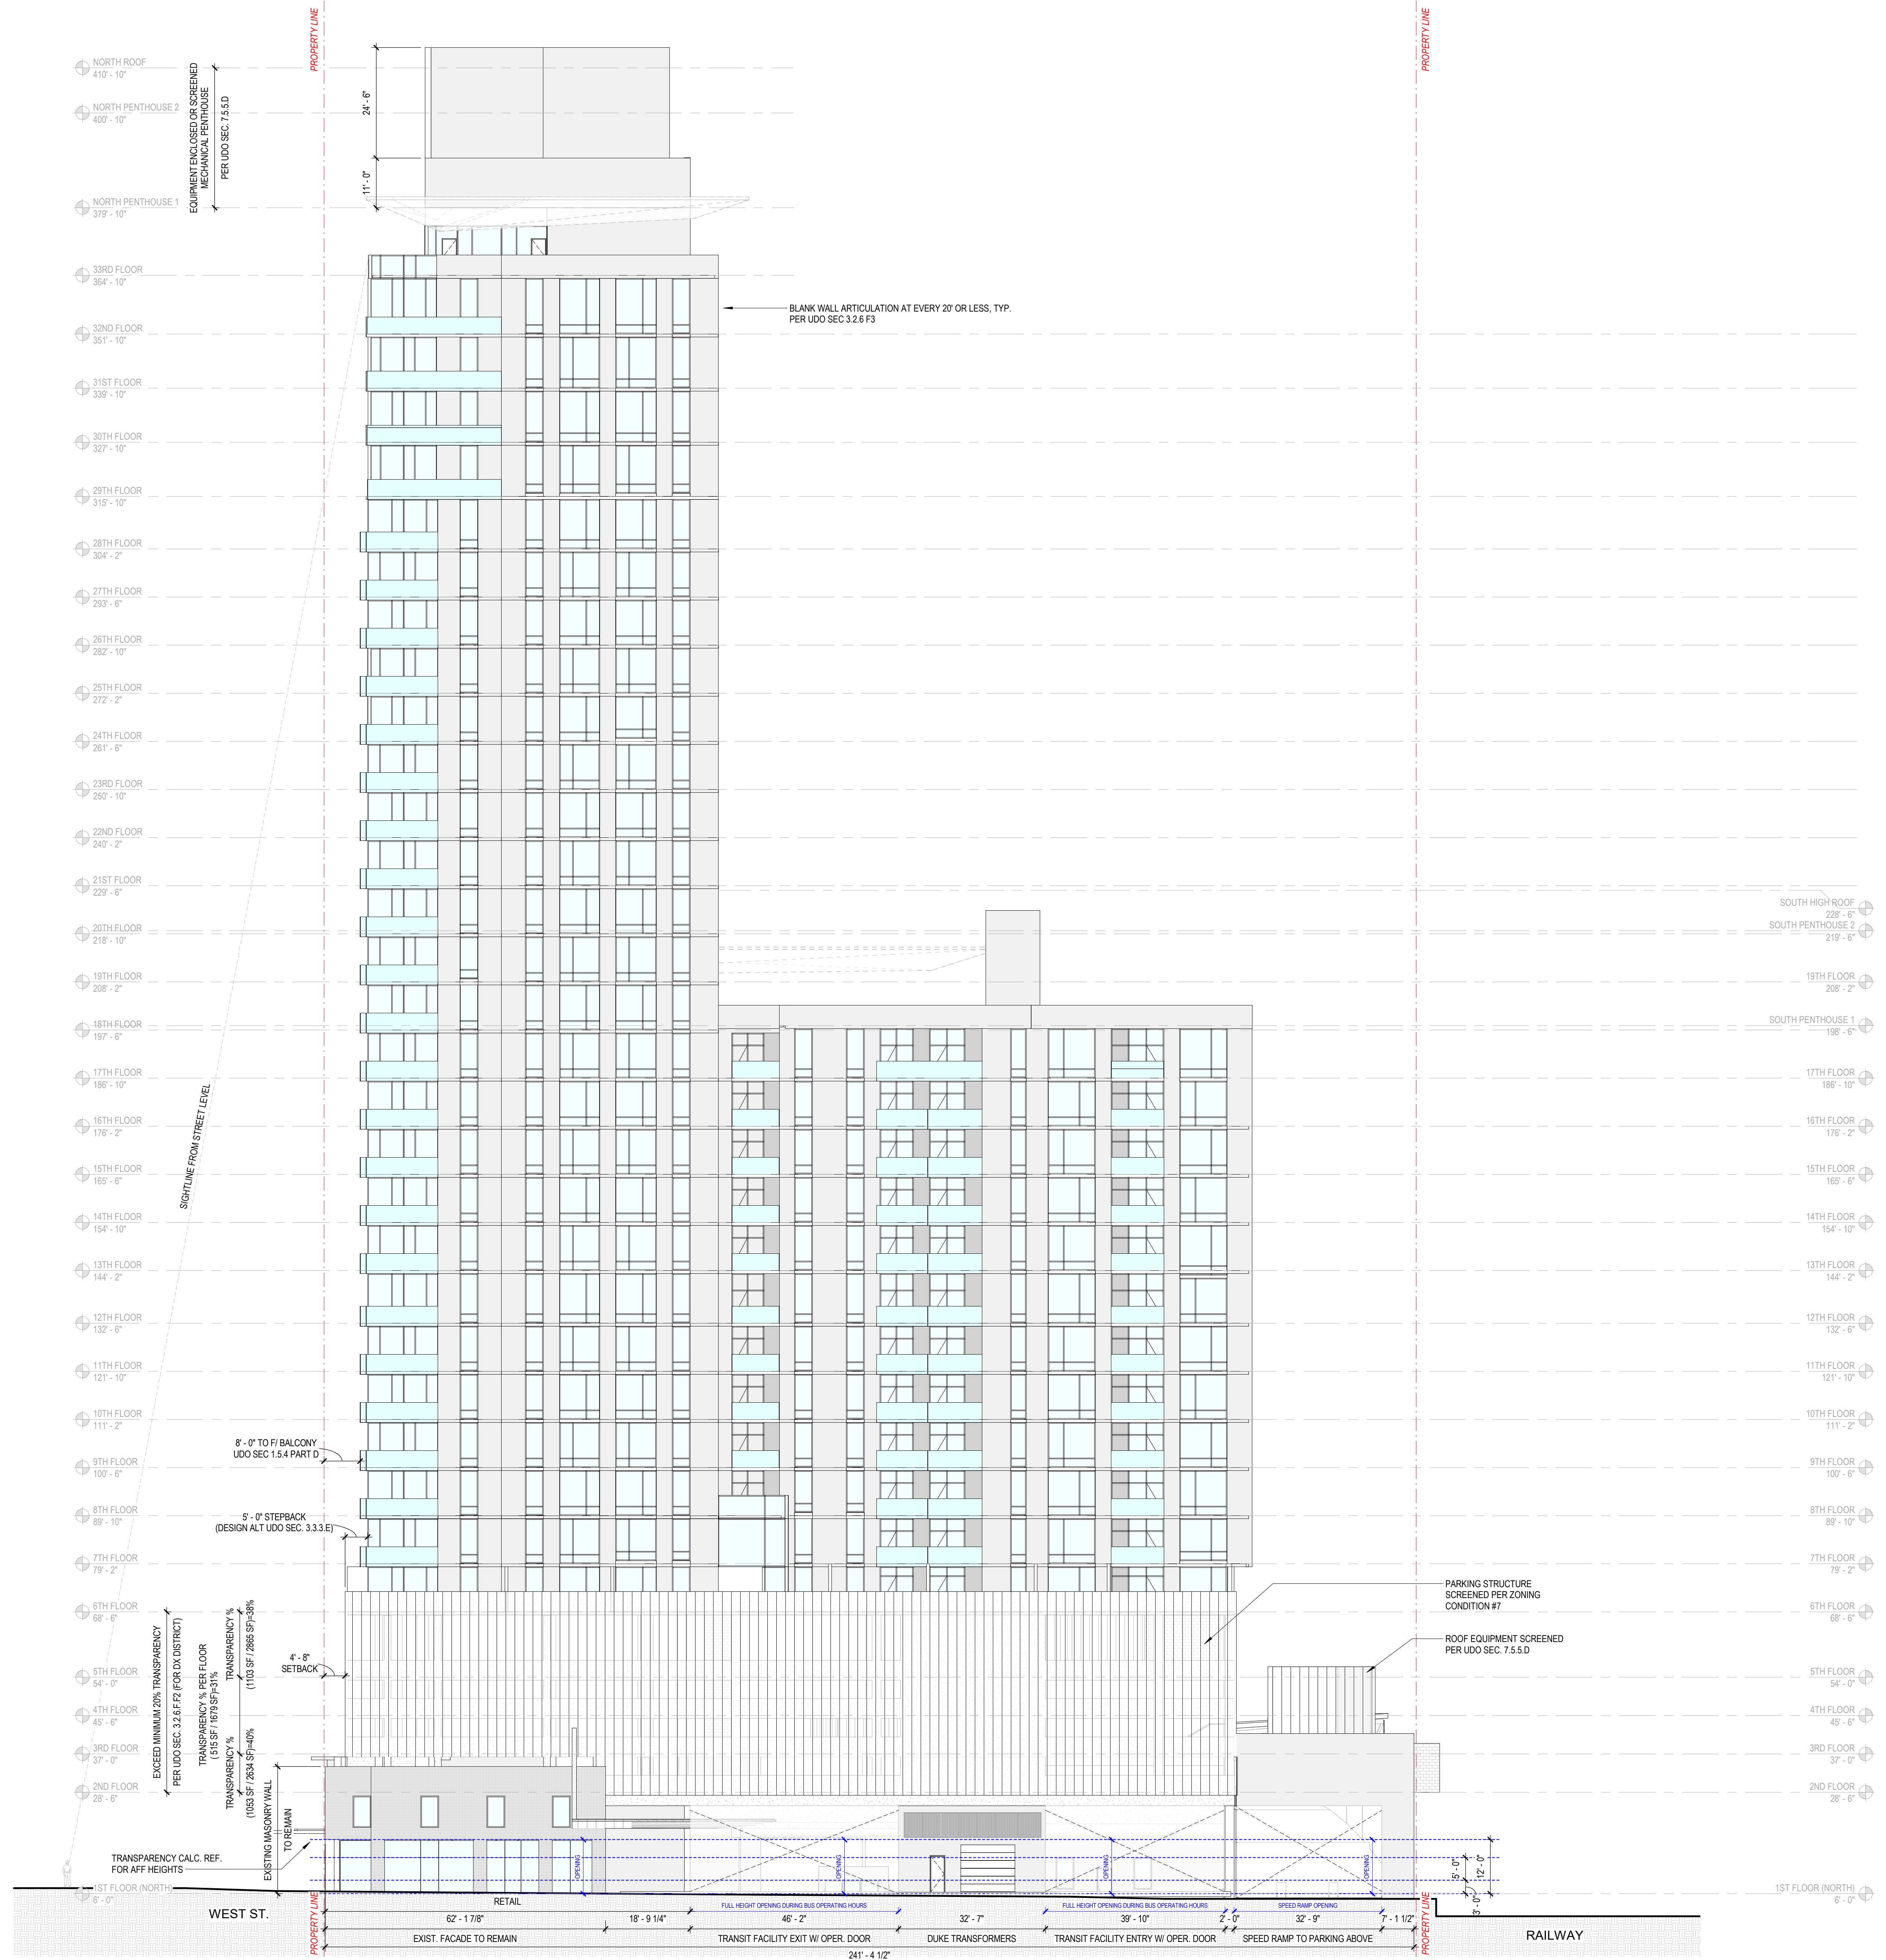 PROPERTY LINE
PROPERTY LINE
NORTH ROOF
410' - 10"
NORTH PENTHOUSE 2
400' - 10"
EQUIPMENT ENCLOSED OR SCREENED
MECHANICAL PENTHOUSE
PER UDO SEC. 7.5.5.D
24' - 6"
11' - 0"
NORTH PENTHOUSE 1
379' - 10"
33RD FLOOR
364' - 10"
BLANK WALL ARTICULATION AT EVERY 20' OR LESS, TYP.
PER UDO SEC 3.2.6 F3
32ND FLOOR
351' - 10"
31ST FLOOR
339' - 10"
30TH FLOOR
327' - 10"
29TH FLOOR
315' - 10"
28TH FLOOR
304' - 2"
27TH FLOOR
293' - 6"
26TH FLOOR
282' - 10"
25TH FLOOR
272' - 2"
24TH FLOOR
261' - 6"
23RD FLOOR
250' - 10"
22ND FLOOR
240' - 2"
21ST FLOOR
229' - 6"
20TH FLOOR
218' - 10"
19TH FLOOR
208' - 2"
18TH FLOOR
197' - 6"
17TH FLOOR
186' - 10"
16TH FLOOR
176' - 2"
15TH FLOOR
165' - 6"
14TH FLOOR
154' - 10"
13TH FLOOR
144' - 2"
12TH FLOOR
132' - 6"
11TH FLOOR
121' - 10"
10TH FLOOR
111' - 2"
9TH FLOOR
100' - 6"
8TH FLOOR
89' - 10"
7TH FLOOR
79' - 2"
6TH FLOOR
68' - 6"
5TH FLOOR
54' - 0"
4TH FLOOR
45' - 6"
3RD FLOOR
37' - 0"
2ND FLOOR
28' - 6"
1ST FLOOR (NORTH)
6' - 0"
SOUTH HIGH ROOF
228' - 6"
SOUTH PENTHOUSE 2
219' - 6"
19TH FLOOR
208' - 2"
SOUTH PENTHOUSE 1
198' - 6"
17TH FLOOR
186' - 10"
16TH FLOOR
176' - 2"
15TH FLOOR
165' - 6"
14TH FLOOR
154' - 10"
13TH FLOOR
144' - 2"
12TH FLOOR
132' - 6"
11TH FLOOR
121' - 10"
10TH FLOOR
111' - 2"
9TH FLOOR
100' - 6"
8TH FLOOR
89' - 10"
7TH FLOOR
79' - 2"
6TH FLOOR
68' - 6"
5TH FLOOR
54' - 0"
4TH FLOOR
45' - 6"
3RD FLOOR
37' - 0"
2ND FLOOR
28' - 6"
1ST FLOOR (NORTH)
6' - 0"
SIGHTLINE FROM STREET LEVEL
8' - 0" TO F/ BALCONY
UDO SEC 1.5.4 PART D
5' - 0" STEPBACK
(DESIGN ALT UDO SEC. 3.3.3.E)
4' - 8"
SETBACK
EXCEED MINIMUM 20% TRANSPARENCY
PER UDO SEC. 3.2.6.F.F2 (FOR DX DISTRICT)
TRANSPARENCY % PER FLOOR
( 515 SF / 1679 SF)=31%
TRANSPARENCY %
(1103 SF / 2865 SF)=38%
TRANSPARENCY %
(1053 SF / 2634 SF)=40%
EXISTING MASONRY WALL
TO REMAIN
TRANSPARENCY CALC. REF.
FOR AFF HEIGHTS
PARKING STRUCTURE
SCREENED PER ZONING
CONDITION #7
ROOF EQUIPMENT SCREENED
PER UDO SEC. 7.5.5.D
OPENING
OPENING
OPENING
OPENING
3' - 0"
5' - 0"
12' - 0"
WEST ST.
PROPERTY LINE
RETAIL
FULL HEIGHT OPENING DURING BUS OPERATING HOURS
FULL HEIGHT OPENING DURING BUS OPERATING HOURS
SPEED RAMP OPENING
62' - 1 7/8"
18' - 9 1/4"
46' - 2"
32' - 7"
39' - 10"
2' - 0"
32' - 9"
7' - 1 1/2"
EXIST. FACADE TO REMAIN
TRANSIT FACILITY EXIT W/ OPER. DOOR
DUKE TRANSFORMERS
TRANSIT FACILITY ENTRY W/ OPER. DOOR
SPEED RAMP TO PARKING ABOVE
241' - 4 1/2"
PROPERTY LINE
RAILWAY